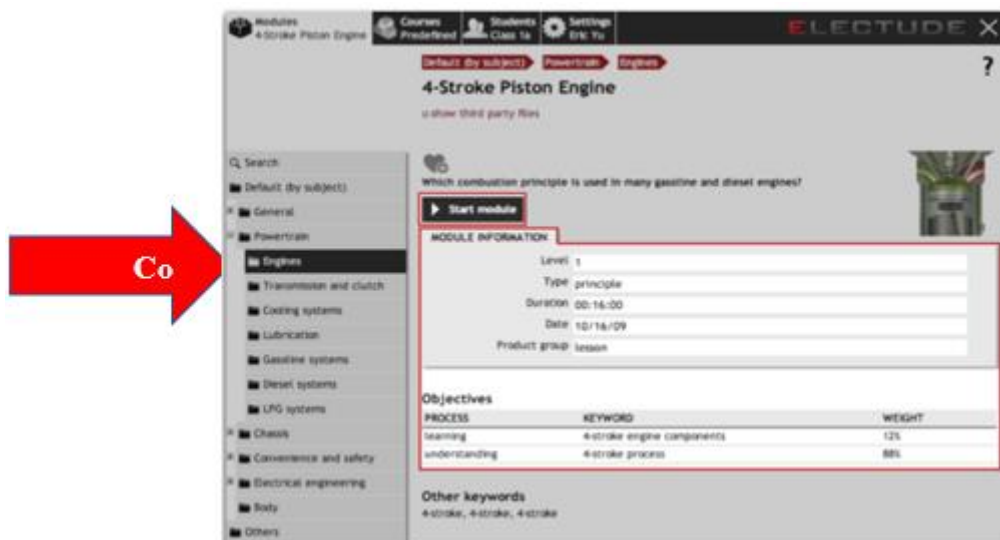 Modules
4-Stroke Piston Engine
Courses
Predefined
Students
Class 1a
Settings
Eric Yu
ELECTUDE
Default (by subject)
Powertrain
Engines
?
4-Stroke Piston Engine
show third party files
Search
Default (by subject)
General
Powertrain
Engines
Transmission and clutch
Cooling systems
Lubrication
Gasoline systems
Diesel systems
LPG systems
Chassis
Convenience and safety
Electrical engineering
Body
Others
Co
Which combustion principle is used in many gasoline and diesel engines?
Start module
MODULE INFORMATION
Level 1
Type principle
Duration 00:16:00
Date 10/16/09
Product group lesson
Objectives
PROCESS KEYWORD WEIGHT
learning 4-stroke engine components 12%
understanding 4-stroke process 88%
Other keywords
4-stroke, 4-stroke, 4-stroke